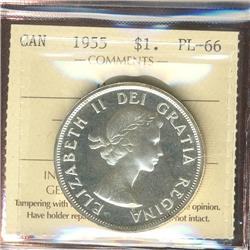 CAN 1955 $1. PL-66
COMMENTS
ELIZABETH II DEI GRATIA REGINA
IN
GE
Tampering with opinion.
Have holder not intact.